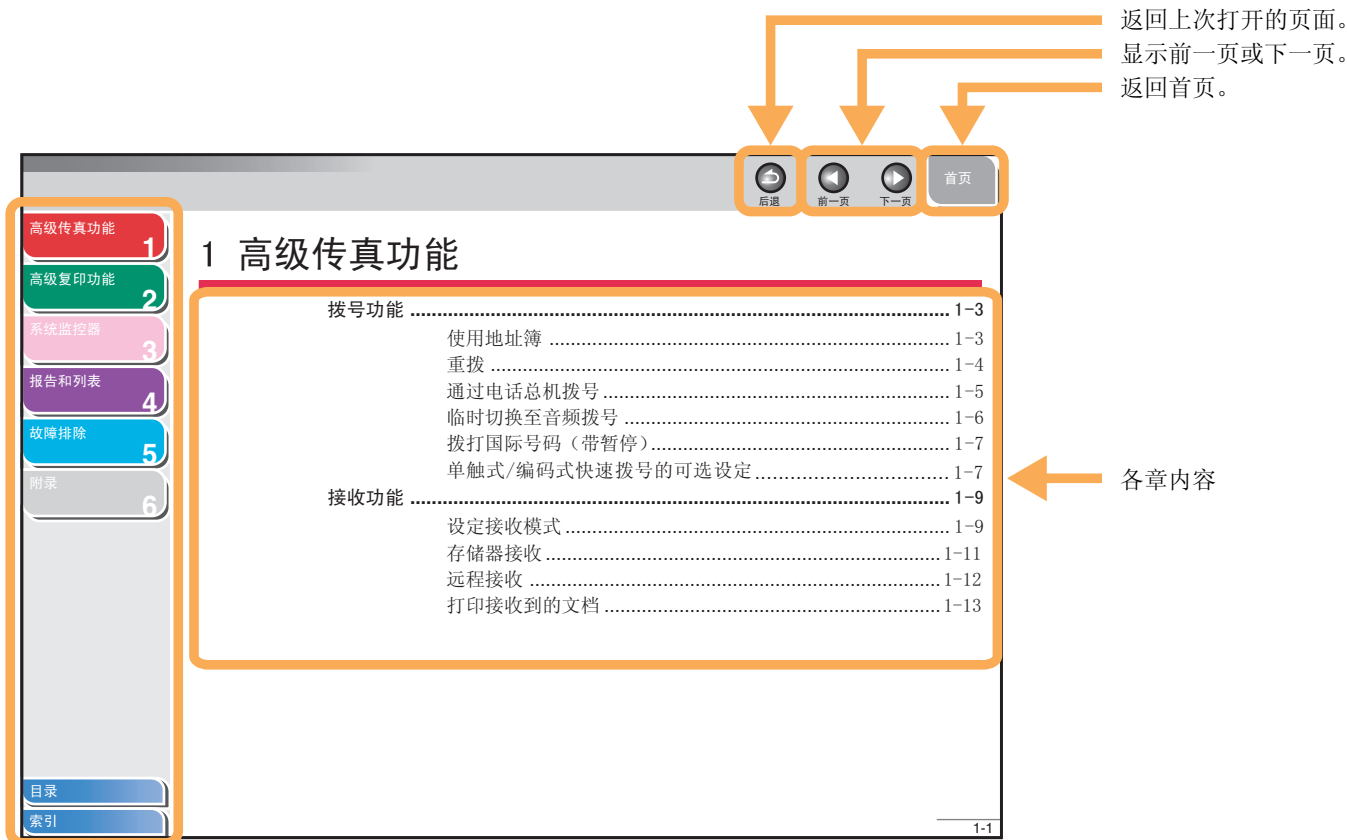 返回上次打开的页面。
显示前一页或下一页。
返回首页。
后退
前一页
下一页
首页
高级传真功能
1
高级复印功能
2
系统监控器
3
报告和列表
4
故障排除
5
附录
6
目录
索引
1 高级传真功能
拨号功能 ........ 1-3
使用地址簿 ........ 1-3
重拨 ........ 1-4
通过电话总机拨号 ........ 1-5
临时切换至音频拨号 ........ 1-6
拨打国际号码（带暂停）........ 1-7
单触式/编码式快速拨号的可选设定 ........ 1-7
接收功能 ........ 1-9
设定接收模式 ........ 1-9
存储器接收 ........ 1-11
远程接收 ........ 1-12
打印接收到的文档 ........ 1-13
各章内容
1-1